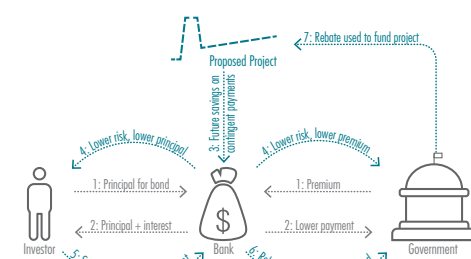 7: Rebate used to fund project
Proposed Project
3: Future savings on
contingent payments
4: Lower risk, lower principal
4: Lower risk, lower premium
1: Principal for bond
1: Premium
$
2: Principal + interest
2: Lower payment
Investor
Bank
Government